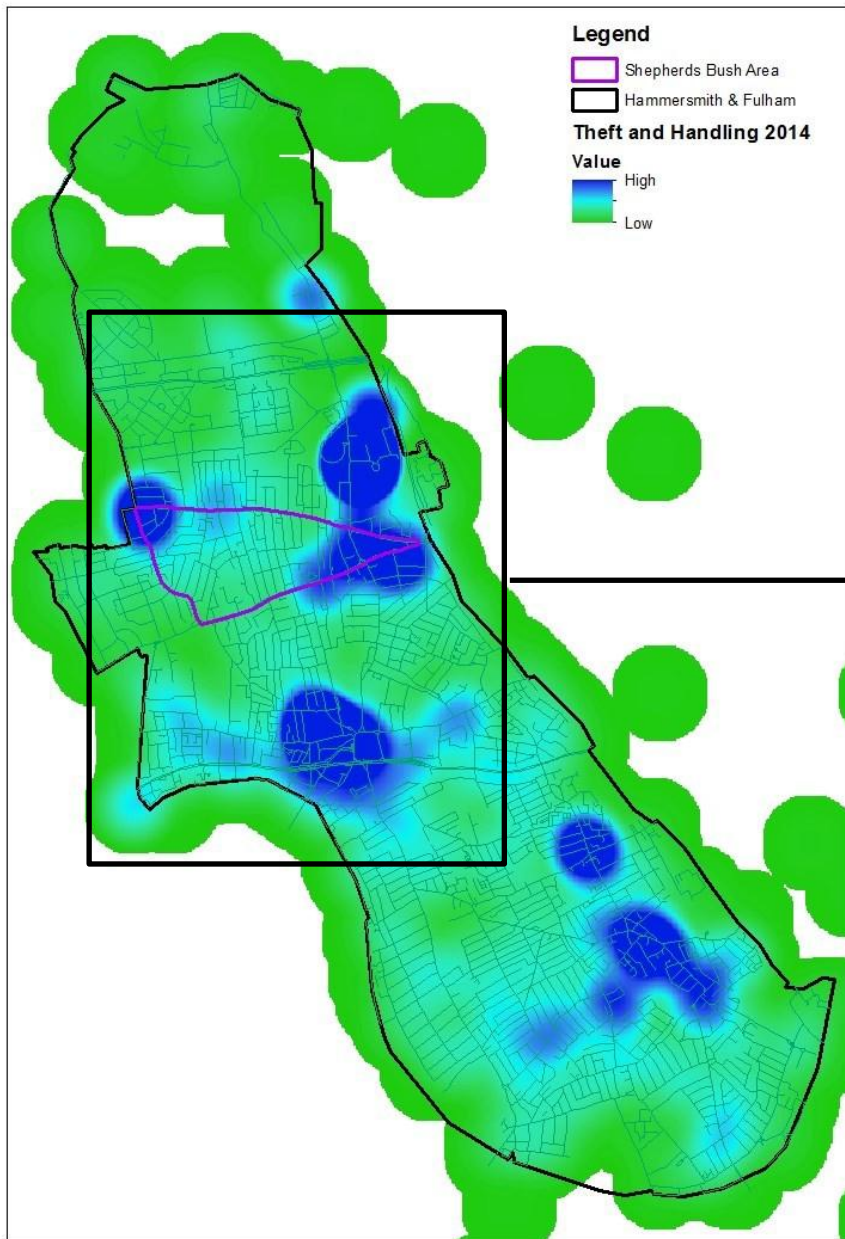 Legend
Shepherds Bush Area
Hammersmith & Fulham
Theft and Handling 2014
Value
High
Low